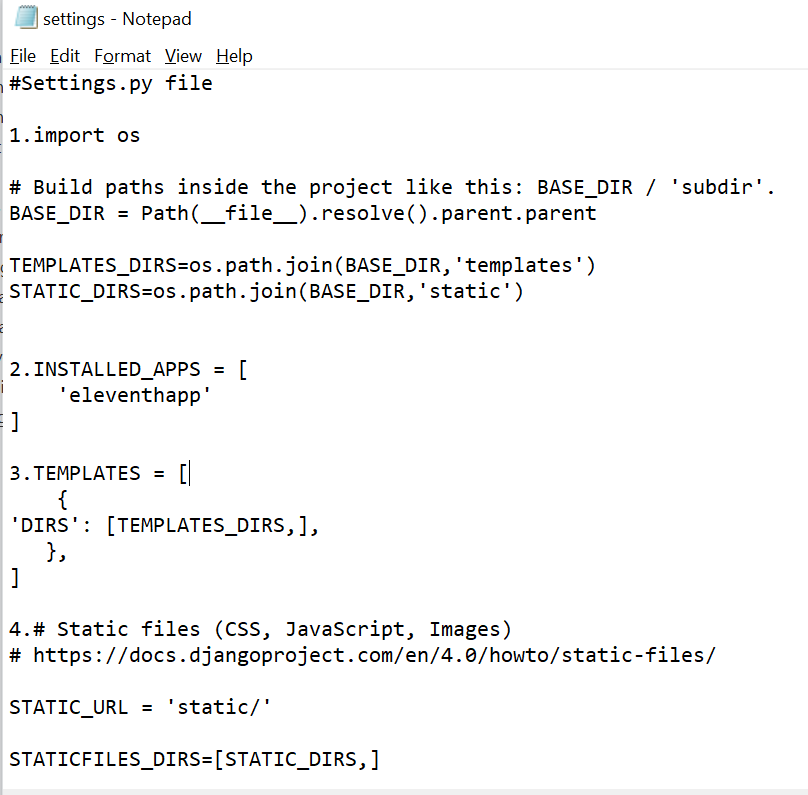 settings - Notepad
File Edit Format View Help
#Settings.py file
1.import os
# Build paths inside the project like this: BASE_DIR / 'subdir'.
BASE_DIR = Path(__file__).resolve().parent.parent
TEMPLATES_DIRS=os.path.join(BASE_DIR,'templates')
STATIC_DIRS=os.path.join(BASE_DIR,'static')
2.INSTALLED_APPS = [
    'eleventhapp'
]
3.TEMPLATES = [
    {
'DIRS': [TEMPLATES_DIRS,],
   },
]
4.# Static files (CSS, JavaScript, Images)
# https://docs.djangoproject.com/en/4.0/howto/static-files/
STATIC_URL = 'static/'
STATICFILES_DIRS=[STATIC_DIRS,]